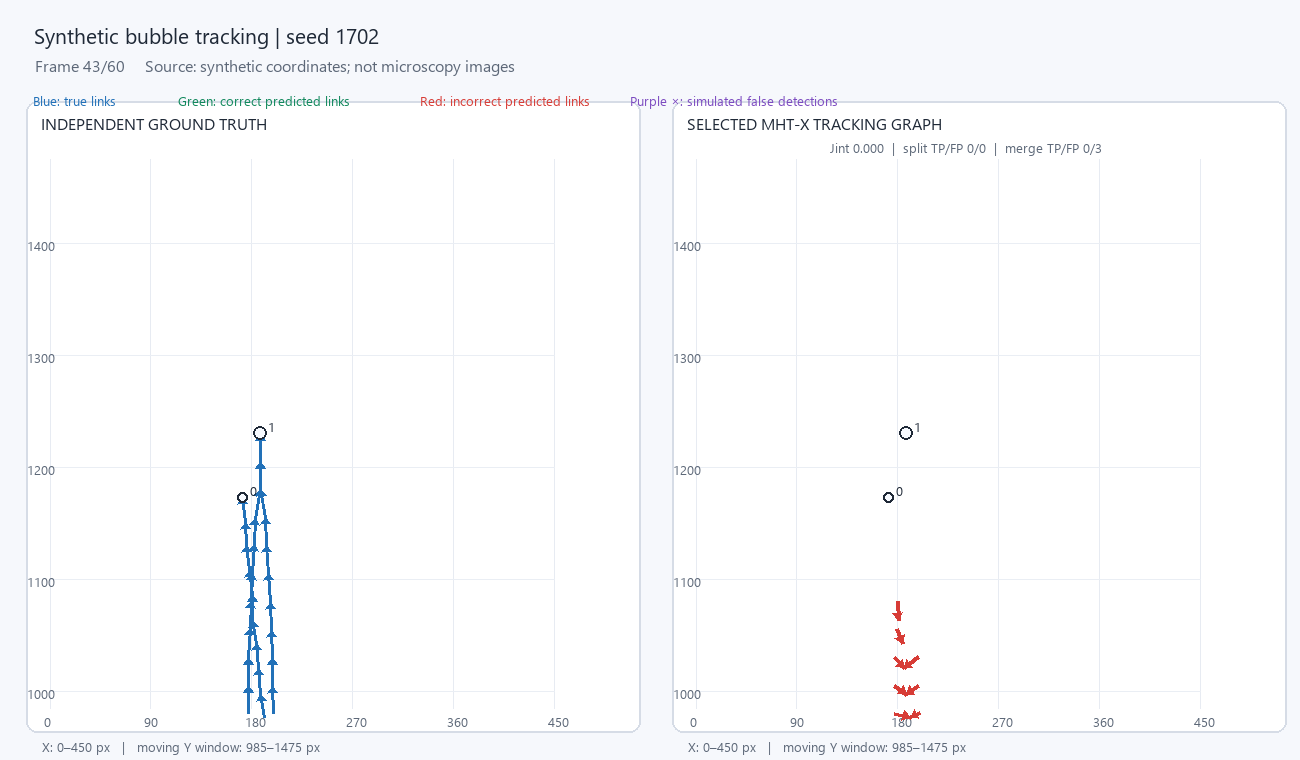 Synthetic bubble tracking | seed 1702
Frame 43/60 Source: synthetic coordinates; not microscopy images
Blue: true links Green: correct predicted links Red: incorrect predicted links Purple ×: simulated false detections
INDEPENDENT GROUND TRUTH
1400
1300
1200
1100
1000
0 90 180 270 360 450
1
0
X: 0–450 px | moving Y window: 985–1475 px
SELECTED MHT-X TRACKING GRAPH
Jint 0.000 | split TP/FP 0/0 | merge TP/FP 0/3
1400
1300
1200
1100
1000
0 90 180 270 360 450
1
0
X: 0–450 px | moving Y window: 985–1475 px